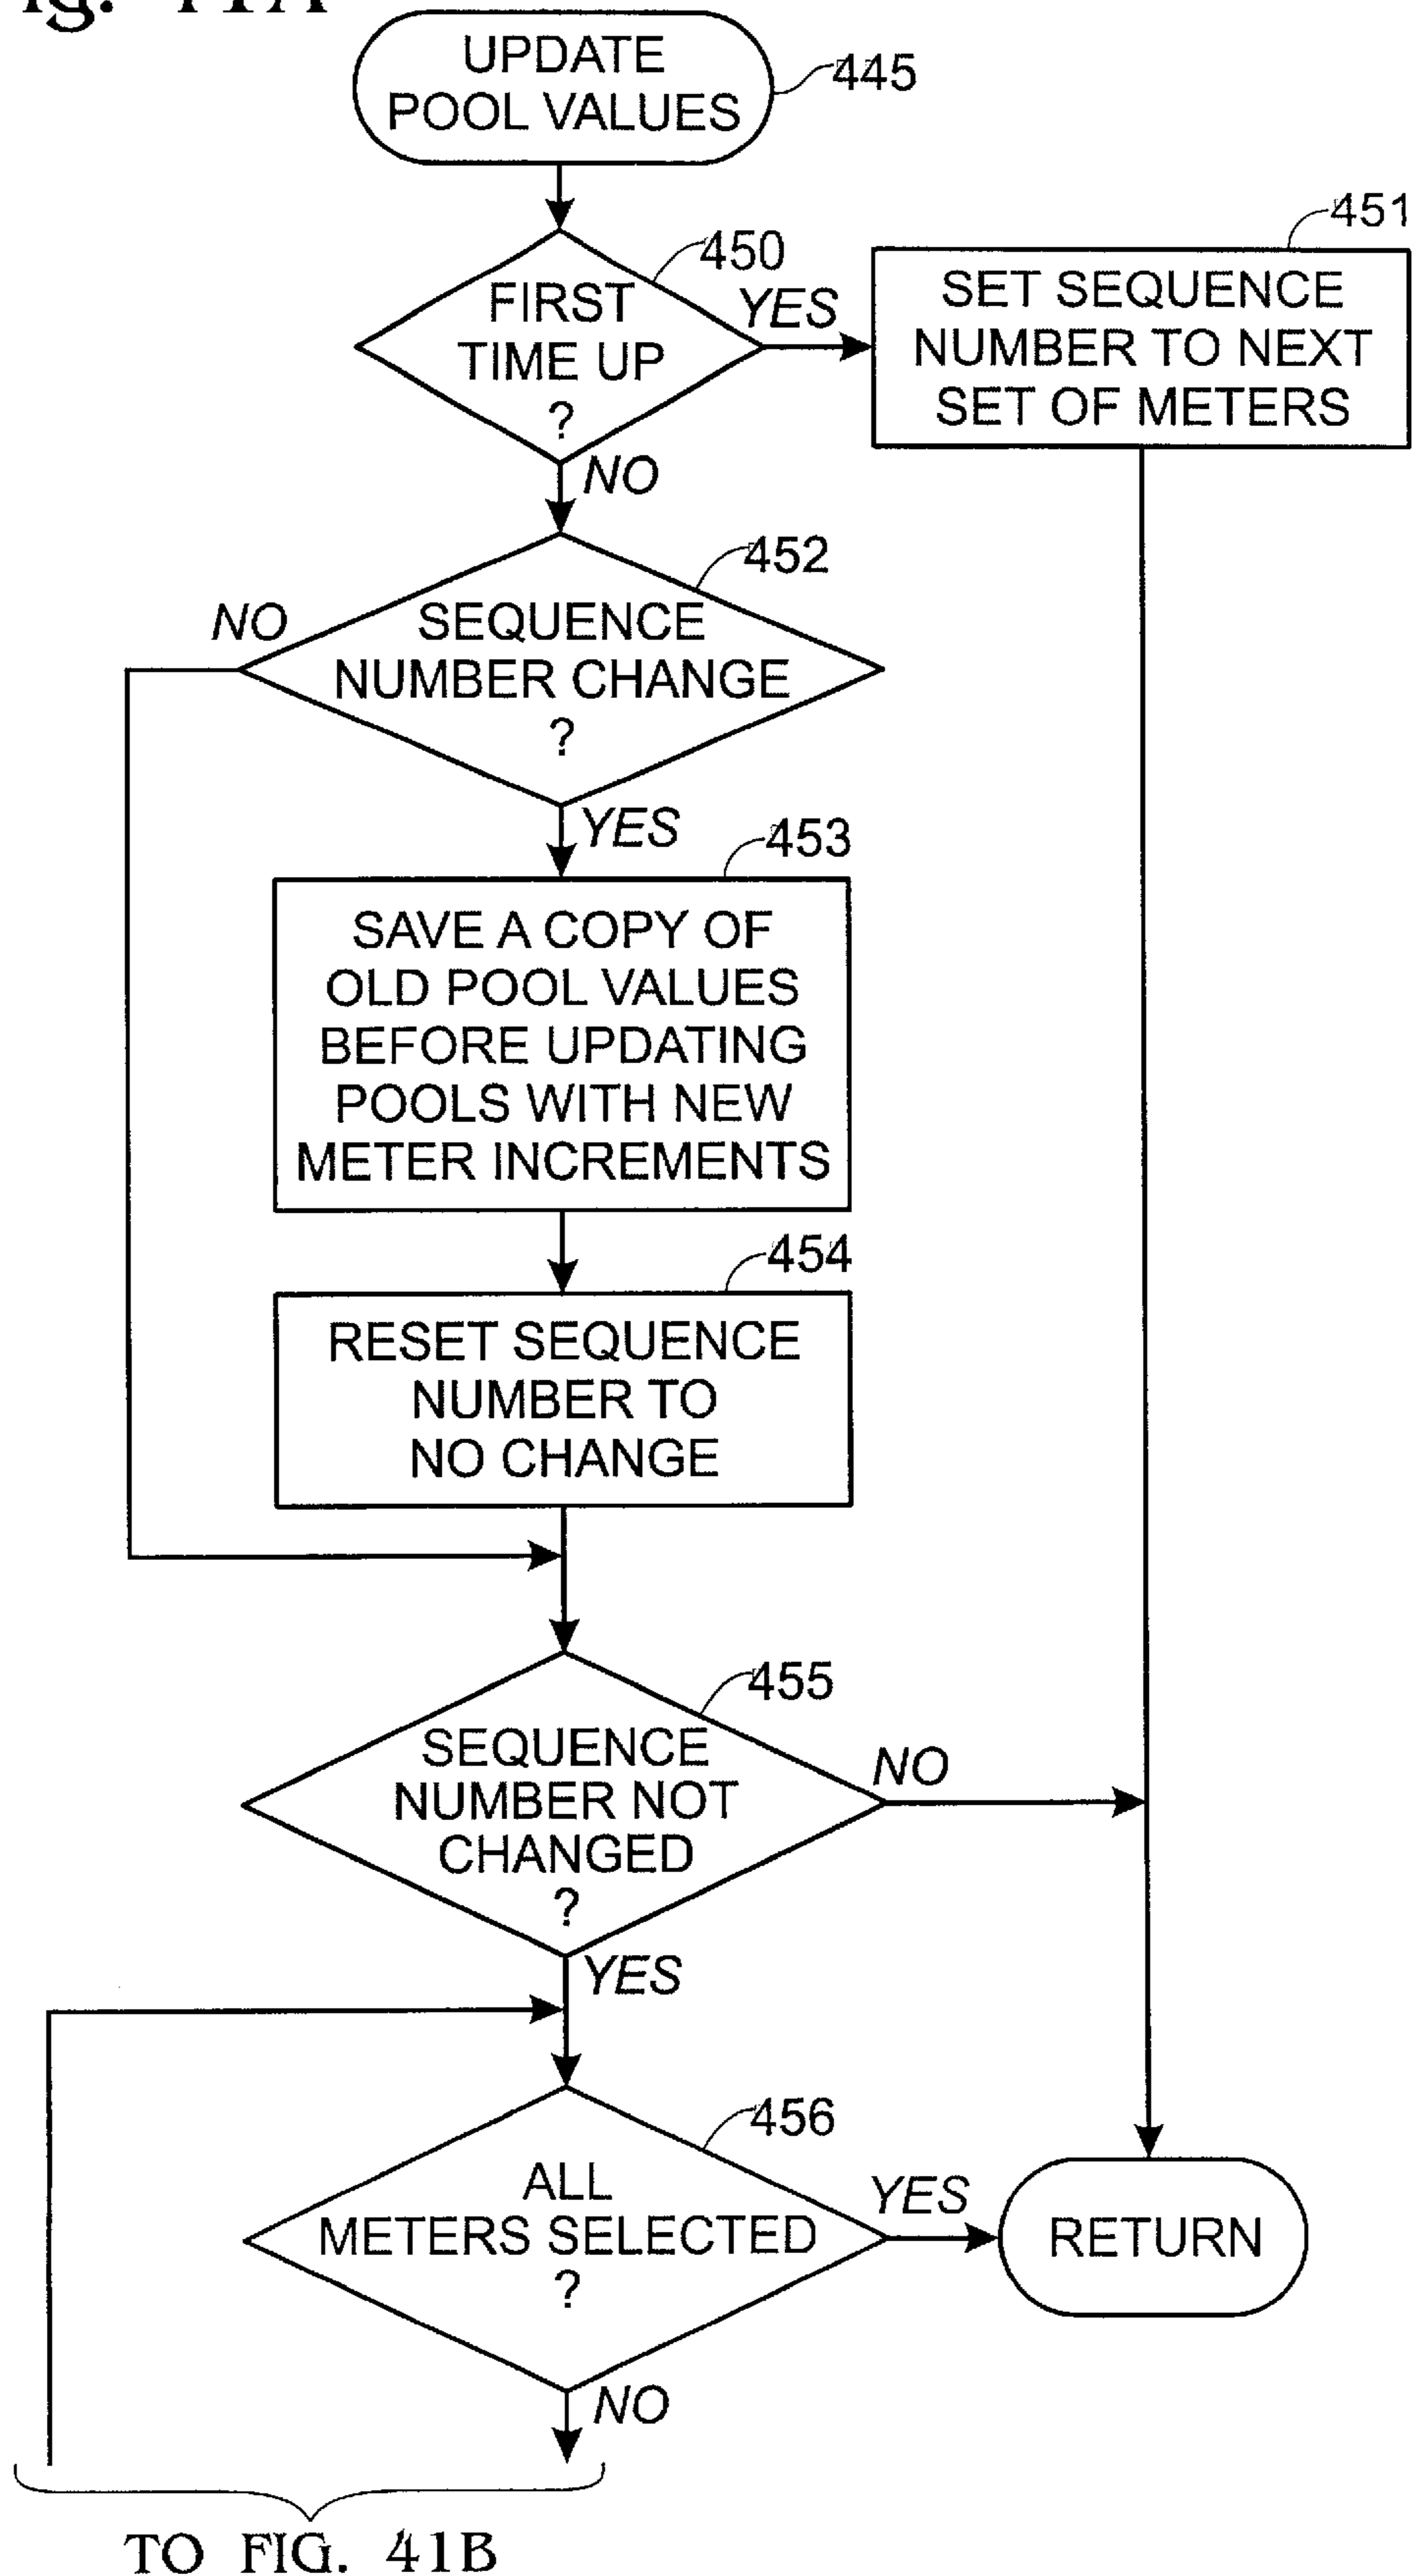 UPDATE
POOL VALUES
445
451
450
FIRST
TIME UP
?
YES
SET SEQUENCE
NUMBER TO NEXT
SET OF METERS
NO
452
NO
SEQUENCE
NUMBER CHANGE
?
YES
453
SAVE A COPY OF
OLD POOL VALUES
BEFORE UPDATING
POOLS WITH NEW
METER INCREMENTS
454
RESET SEQUENCE
NUMBER TO
NO CHANGE
455
SEQUENCE
NUMBER NOT
CHANGED
?
NO
YES
456
ALL
METERS SELECTED
?
YES
RETURN
NO
TO FIG. 41B